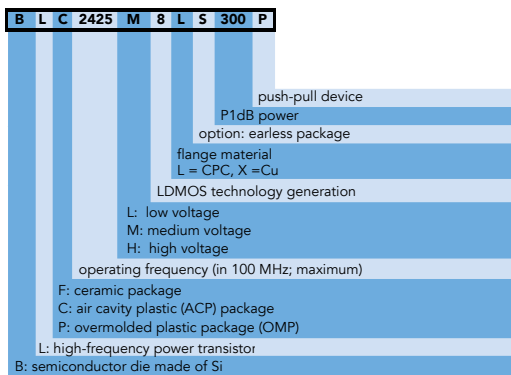 B L C 2425 M 8 L S 300 P
push-pull device
P1dB power
option: earless package
flange material
L = CPC, X =Cu
LDMOS technology generation
L: low voltage
M: medium voltage
H: high voltage
operating frequency (in 100 MHz; maximum)
F: ceramic package
C: air cavity plastic (ACP) package
P: overmolded plastic package (OMP)
L: high-frequency power transistor
B: semiconductor die made of Si